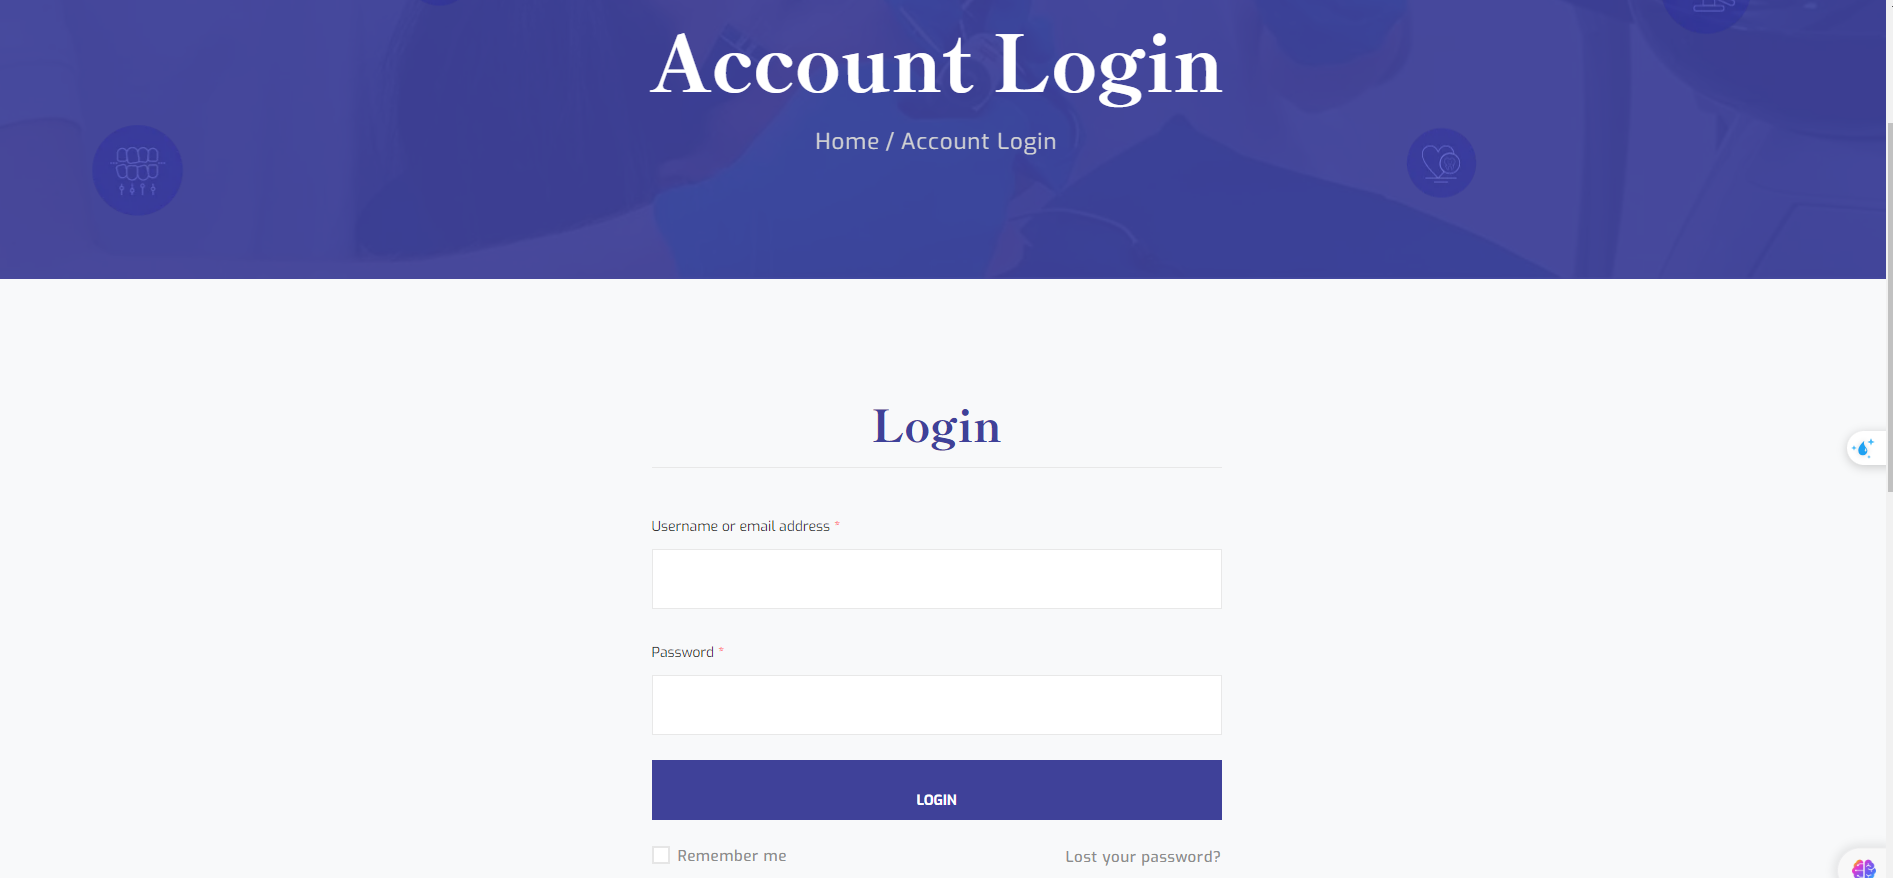 Account Login
Home / Account Login
Login
Username or email address *
Password *
LOGIN
Remember me
Lost your password?